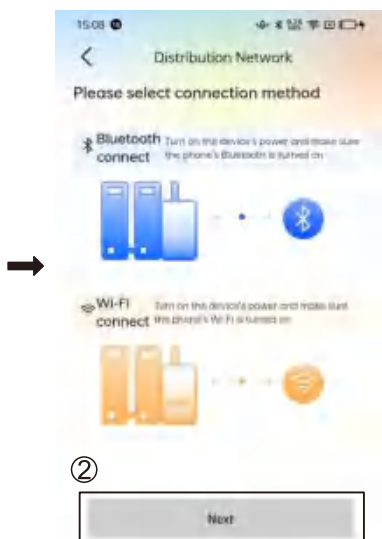 15:08
Distribution Network
Please select connection method
Bluetooth connect
Turn on the device's power and make sure
the phone's Bluetooth is turned on
Wi-Fi connect
Turn on the device's power and make sure
the phone's Wi-Fi is turned on
②
Next